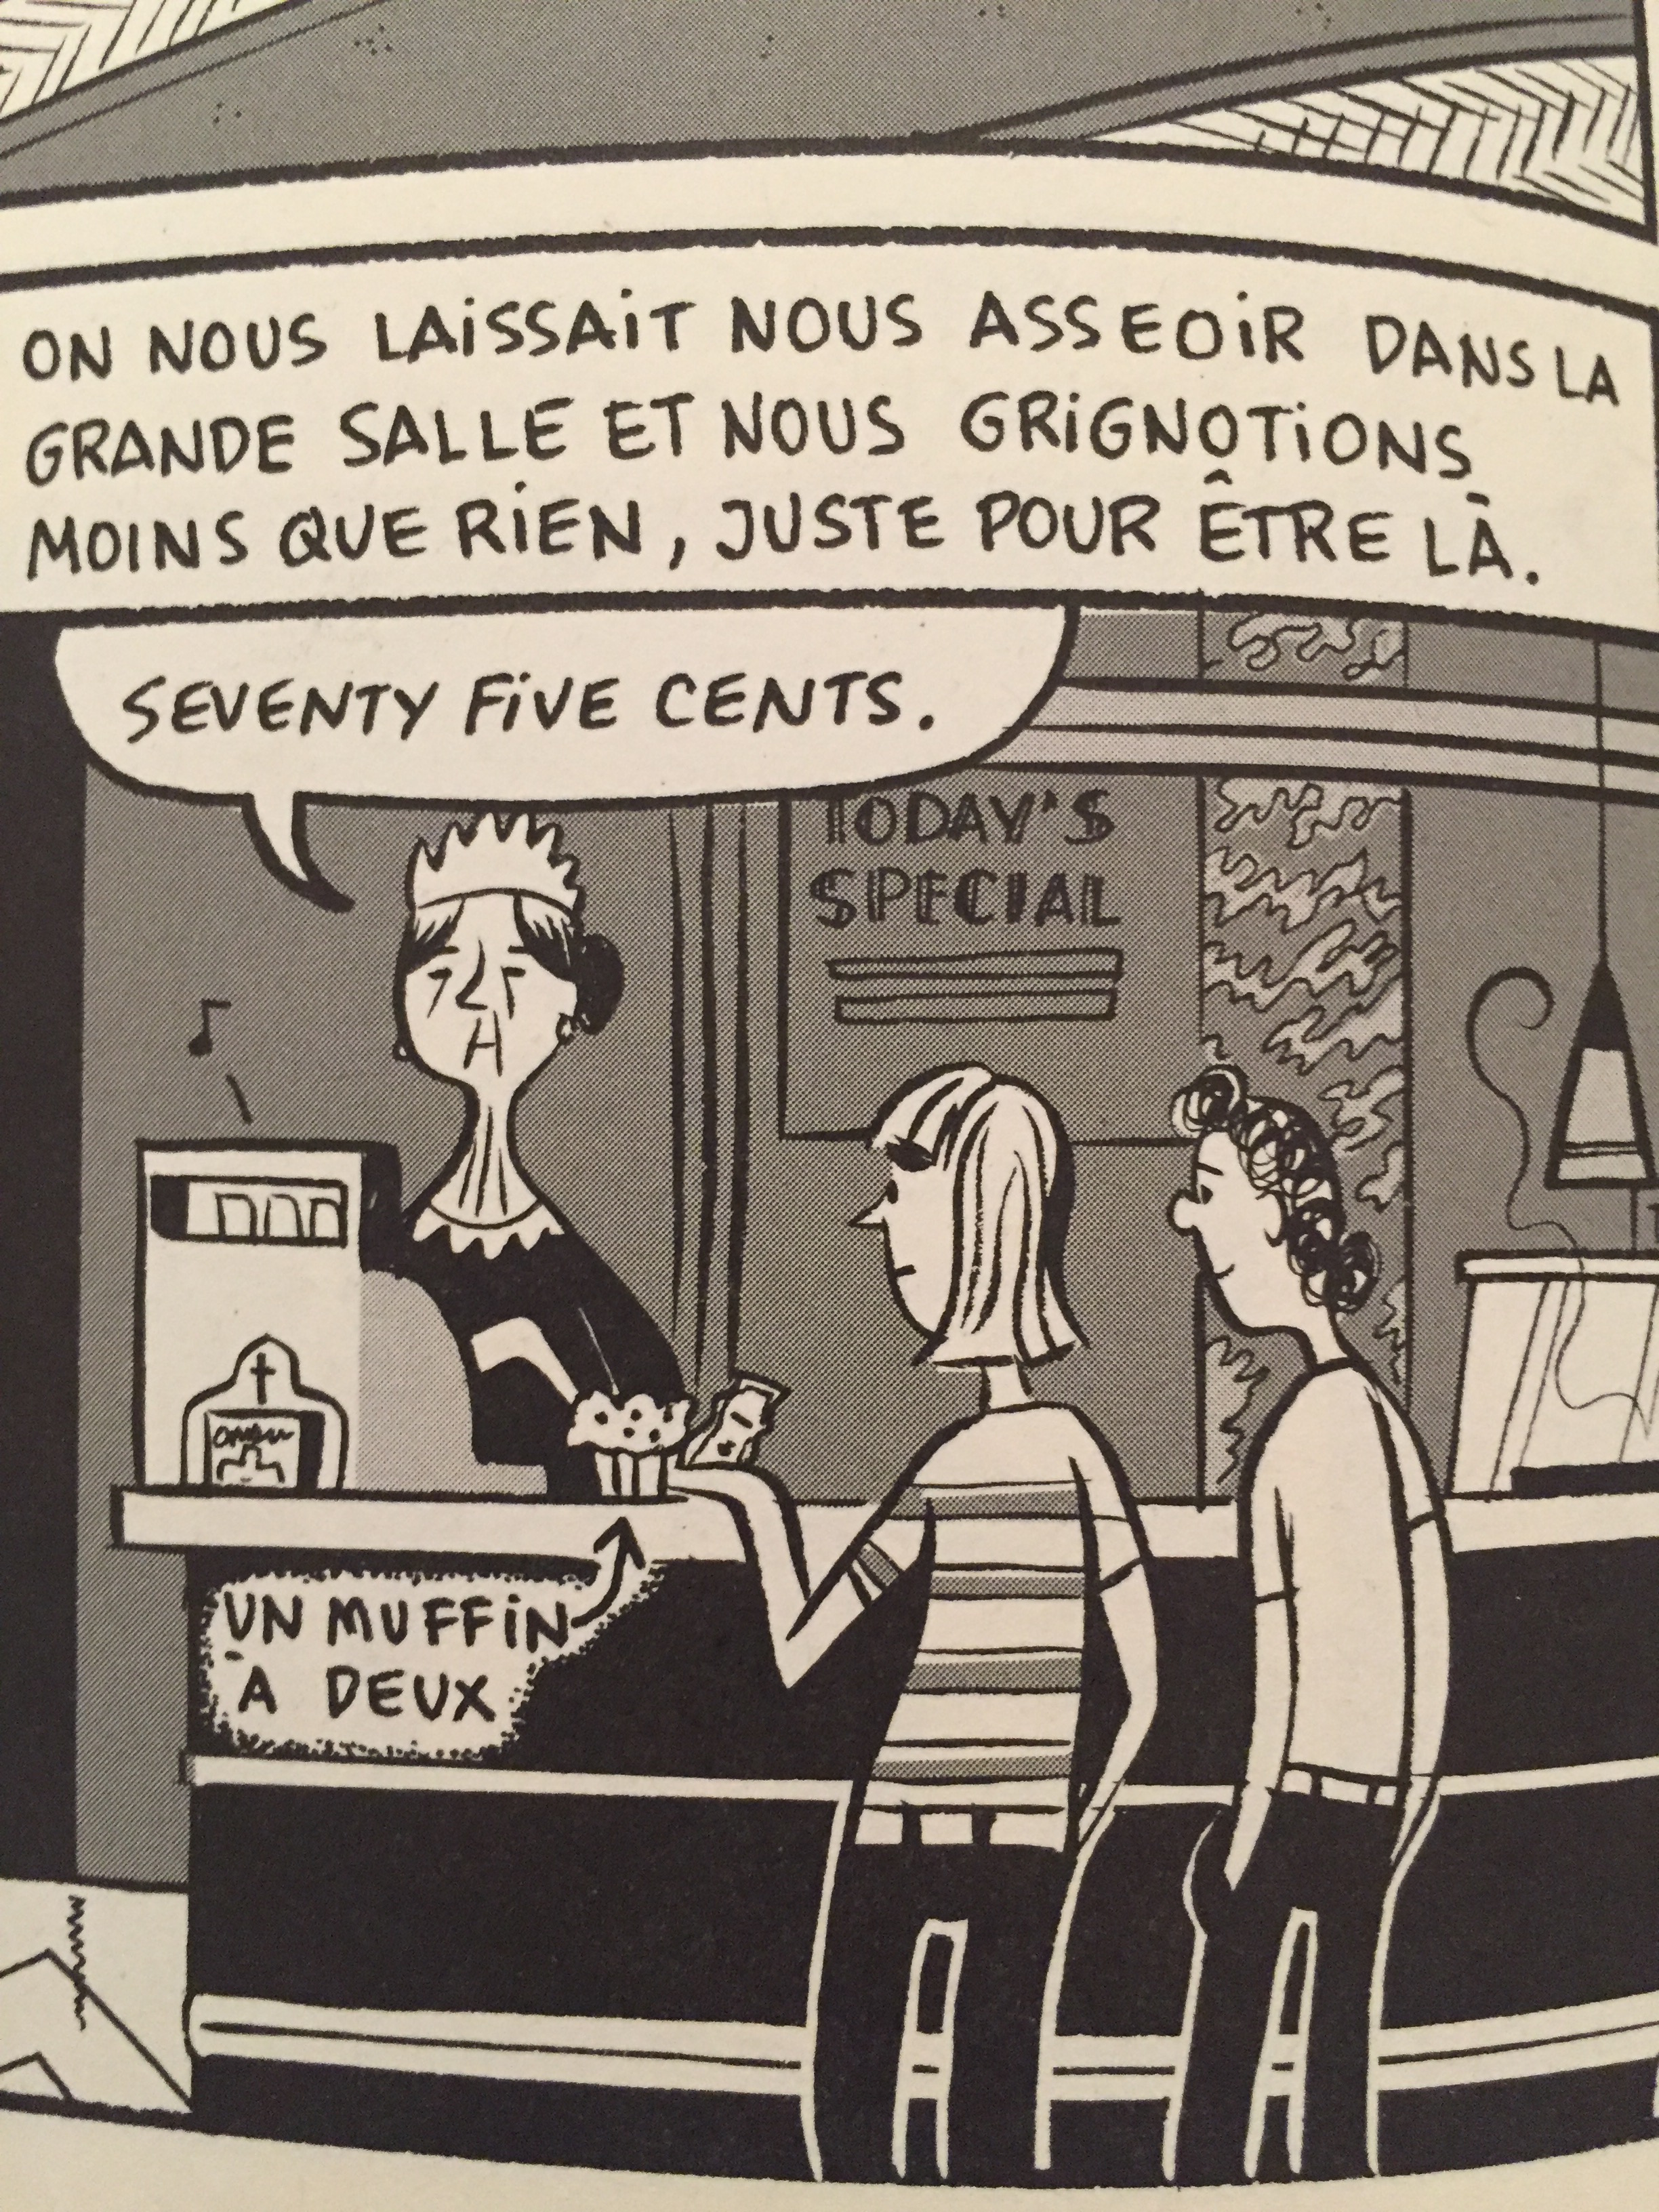 ON NOUS LAISSAIT NOUS ASSEOIR DANS LA
GRANDE SALLE ET NOUS GRIGNOTIONS
MOINS QUE RIEN, JUSTE POUR ÊTRE LÀ.
SEVENTY FIVE CENTS.
TODAY'S
SPECIAL
UN MUFFIN
À DEUX